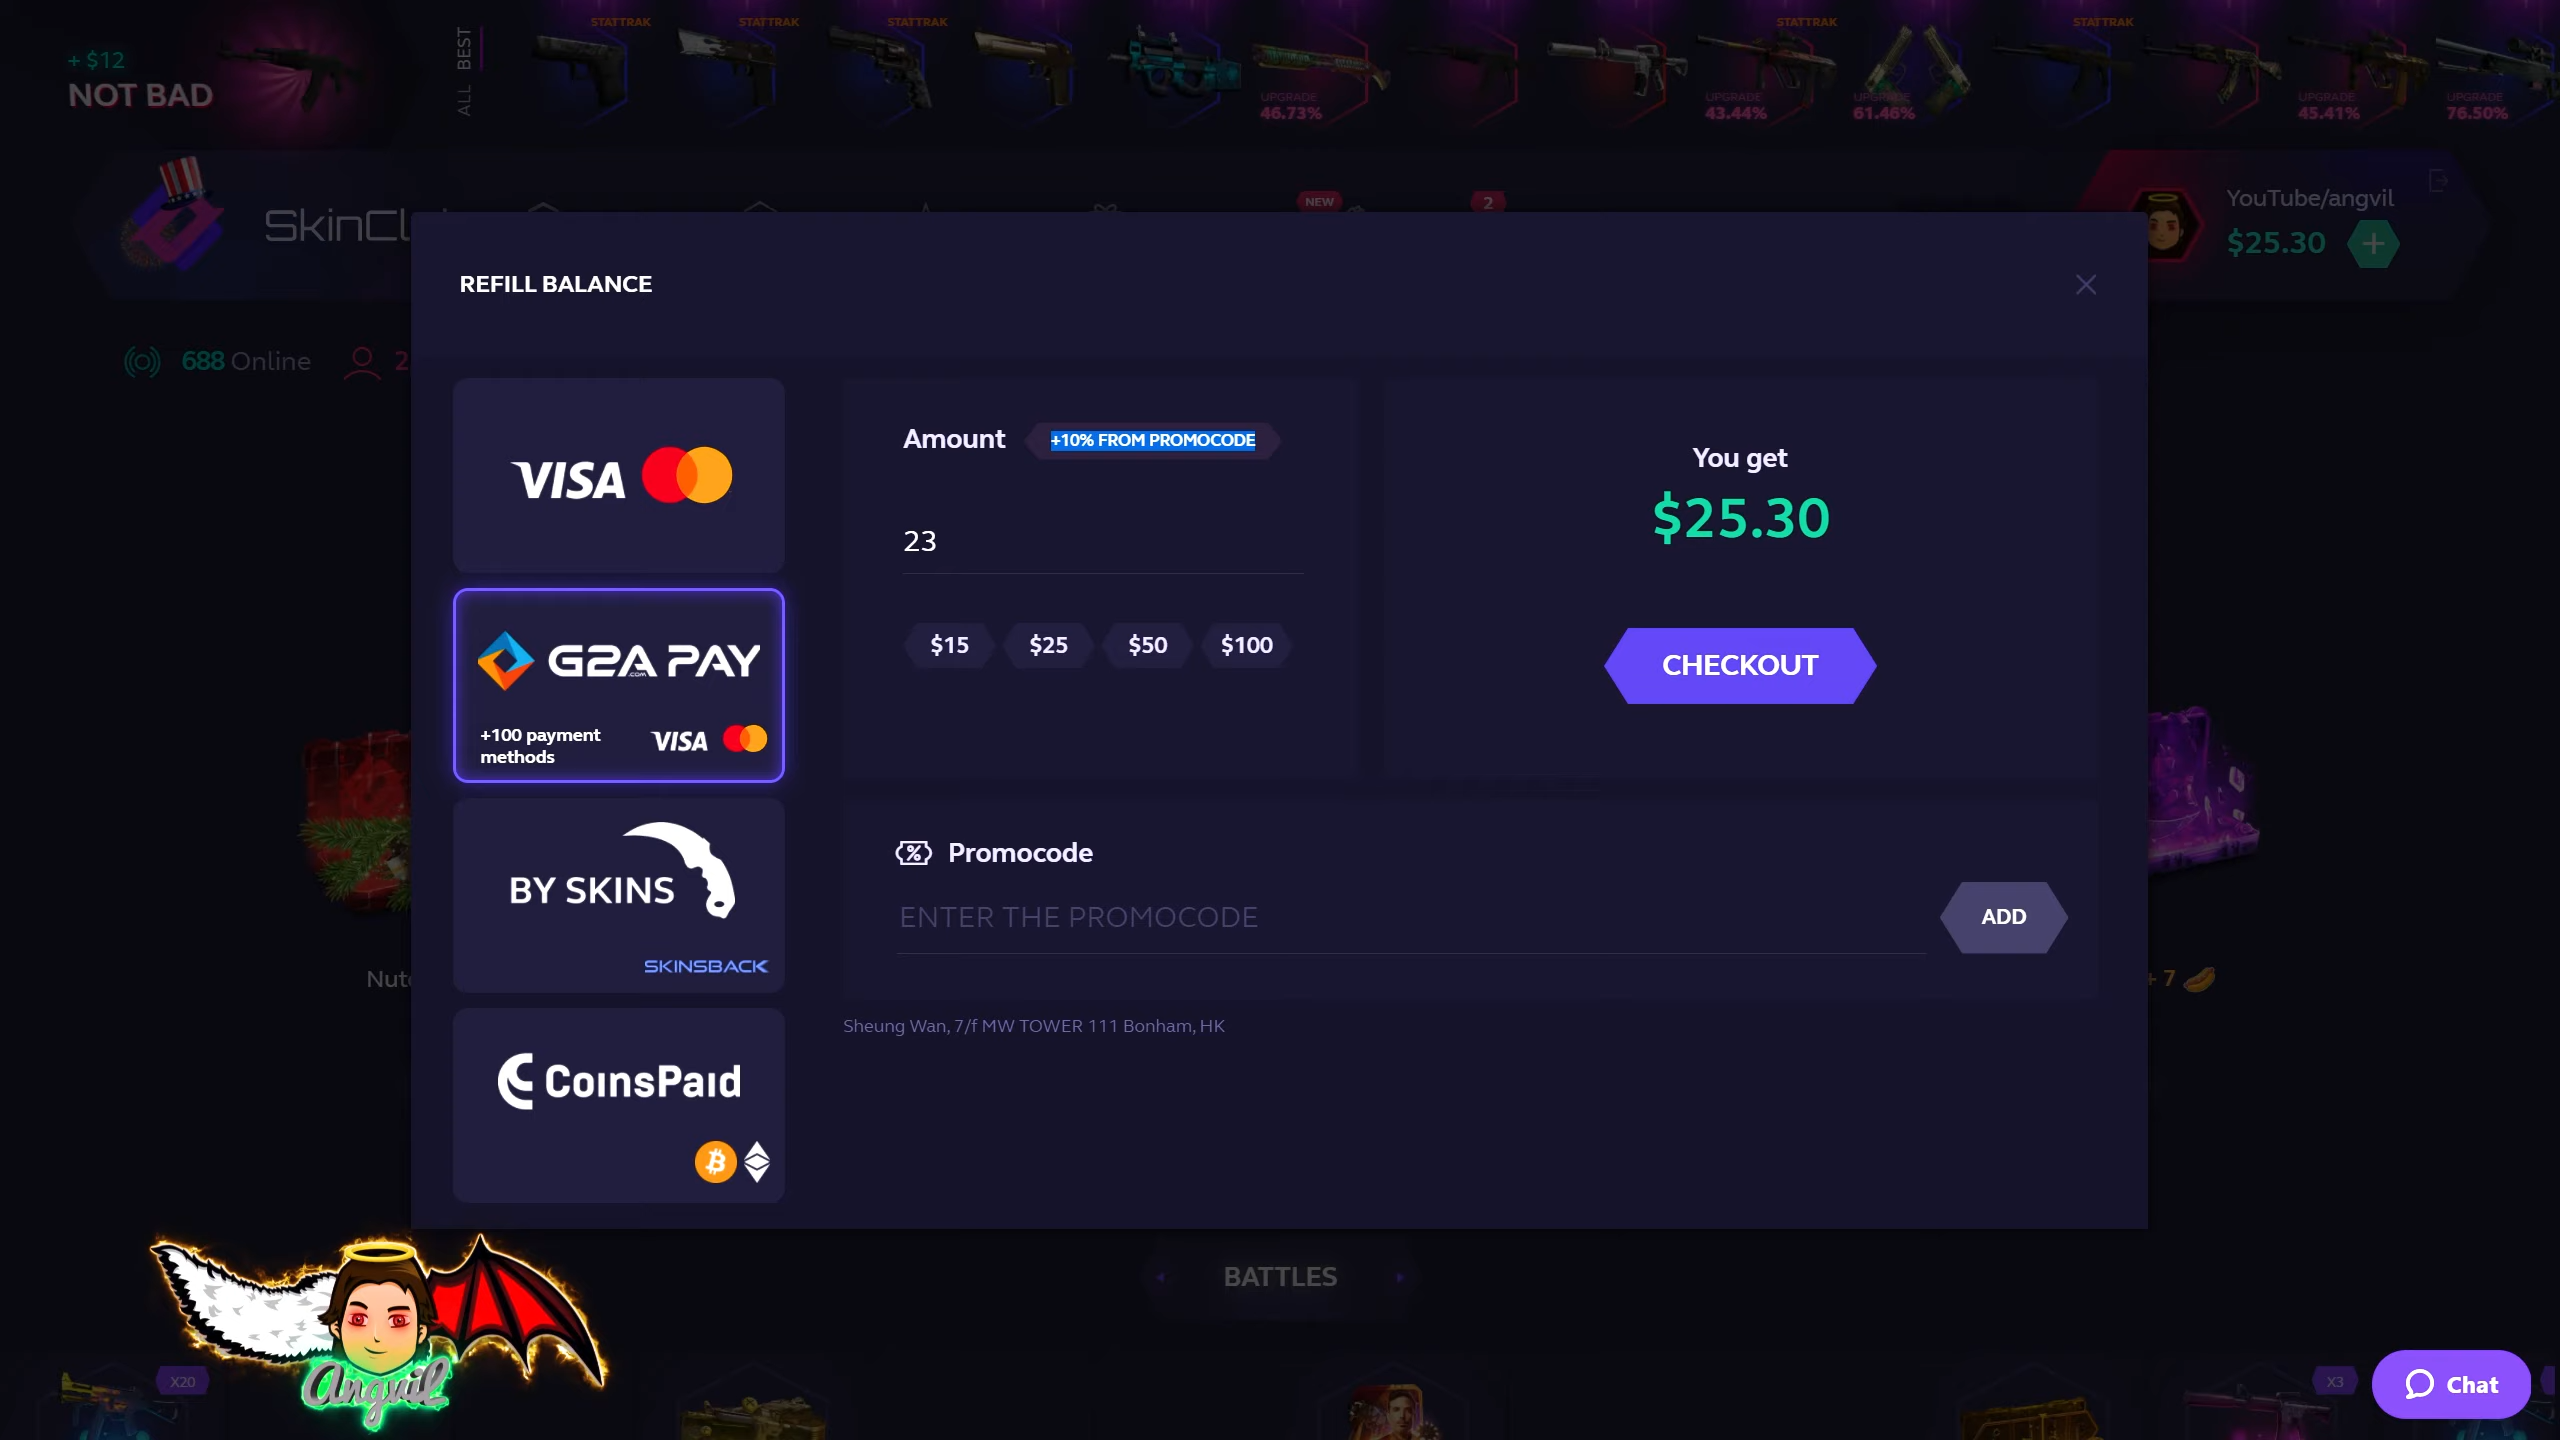 + $12
NOT BAD
BEST
ALL
STATTRAK
STATTRAK
STATTRAK
STATTRAK
STATTRAK
UPGRADE
46.73%
UPGRADE
43.44%
UPGRADE
61.46%
UPGRADE
45.41%
UPGRADE
76.50%
SkinCl
NEW
2
YouTube/angvil
$25.30
688 Online
2
REFILL BALANCE
VISA
G2A.COM PAY
+100 payment
methods
VISA
BY SKINS
SKINSBACK
CoinsPaid
Amount
+10% FROM PROMOCODE
23
$15
$25
$50
$100
You get
$25.30
CHECKOUT
Promocode
ENTER THE PROMOCODE
ADD
Sheung Wan, 7/f MW TOWER 111 Bonham, HK
+ 7
BATTLES
Angvil
X20
X3
Chat